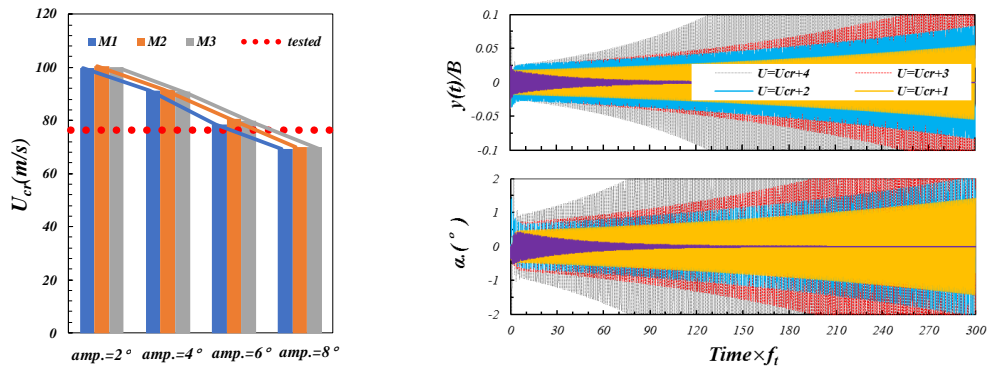 M1 M2 M3 tested
120
100
80
60
40
20
0
U_cr(m/s)
amp.=2° amp.=4° amp.=6° amp.=8°
0.1
0.05
0
-0.05
-0.1
y(t)/B
U=Ucr+4 U=Ucr+3
U=Ucr+2 U=Ucr+1
2
1
0
-1
-2
α.(°)
0 30 60 90 120 150 180 210 240 270 300
Time×f_t